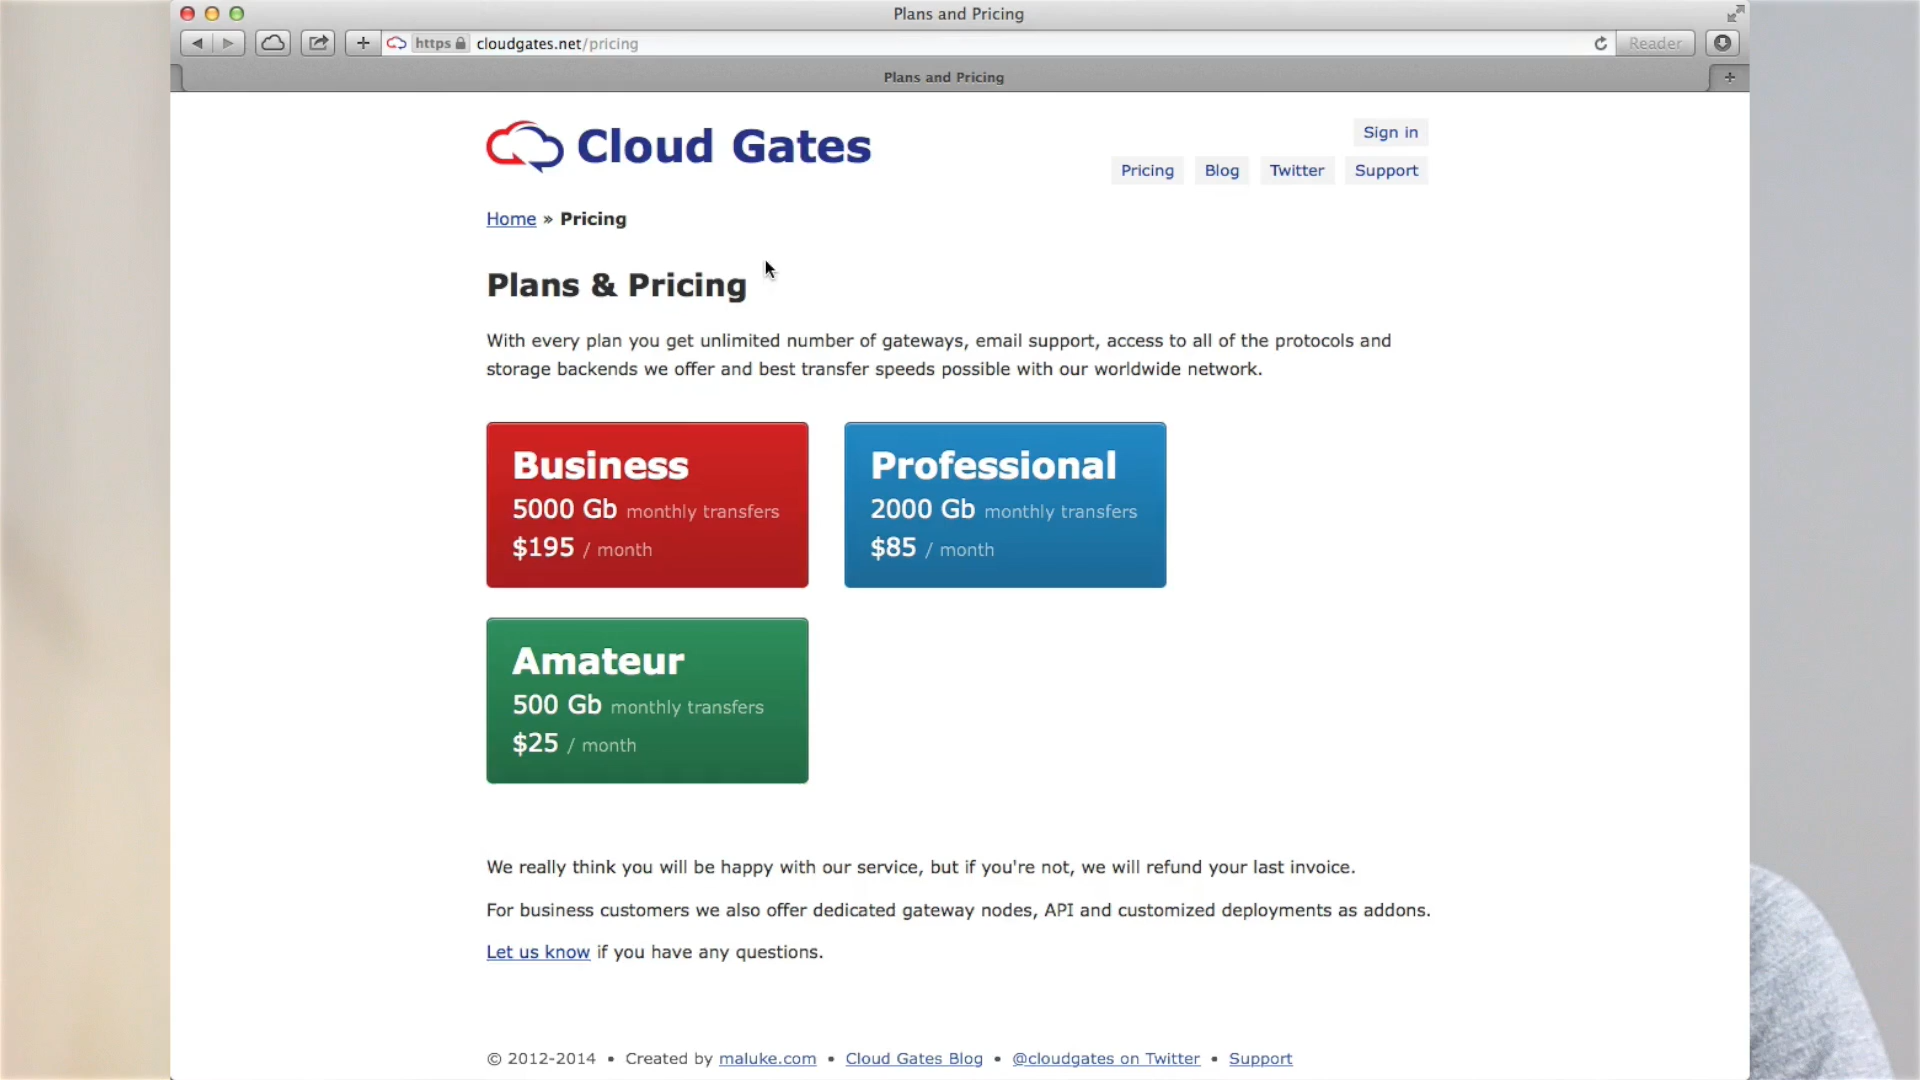 Plans and Pricing
https cloudgates.net/pricing
Reader
Plans and Pricing
Cloud Gates
Sign in
Pricing Blog Twitter Support
Home » Pricing
Plans & Pricing
With every plan you get unlimited number of gateways, email support, access to all of the protocols and
storage backends we offer and best transfer speeds possible with our worldwide network.
Business
5000 Gb monthly transfers
$195 / month
Professional
2000 Gb monthly transfers
$85 / month
Amateur
500 Gb monthly transfers
$25 / month
We really think you will be happy with our service, but if you're not, we will refund your last invoice.
For business customers we also offer dedicated gateway nodes, API and customized deployments as addons.
Let us know if you have any questions.
© 2012-2014 • Created by maluke.com • Cloud Gates Blog • @cloudgates on Twitter • Support